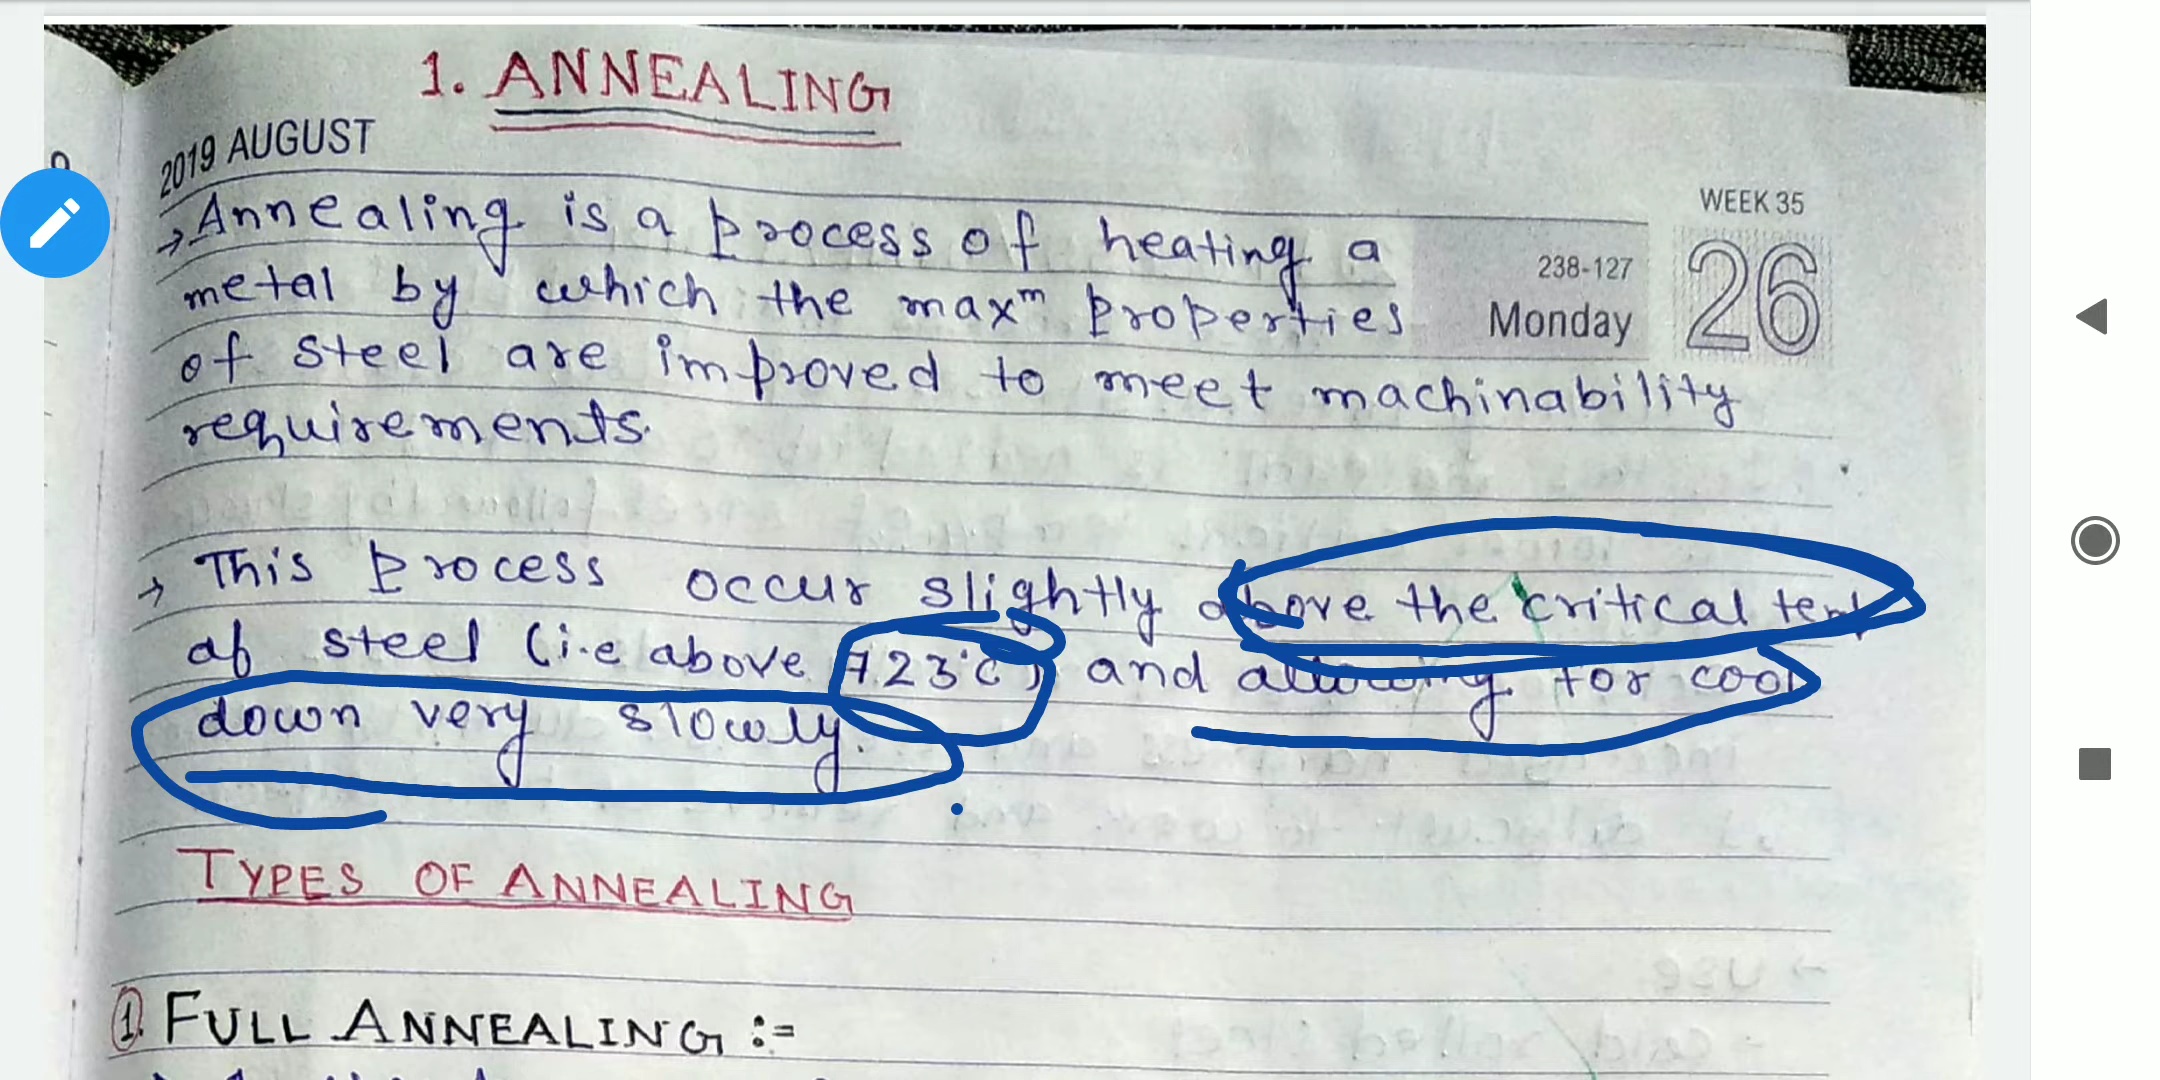 1. ANNEALING
2019 AUGUST
WEEK 35
→ Annealing is a process of heating a
238-127
26
metal by which the maxᵐ properties
Monday
of steel are improved to meet machinability
requirements.
→ This process occur slightly above the critical temp
of steel (i.e above 723°C) and allowing for cool
down very slowly.
TYPES OF ANNEALING
1. FULL ANNEALING :=